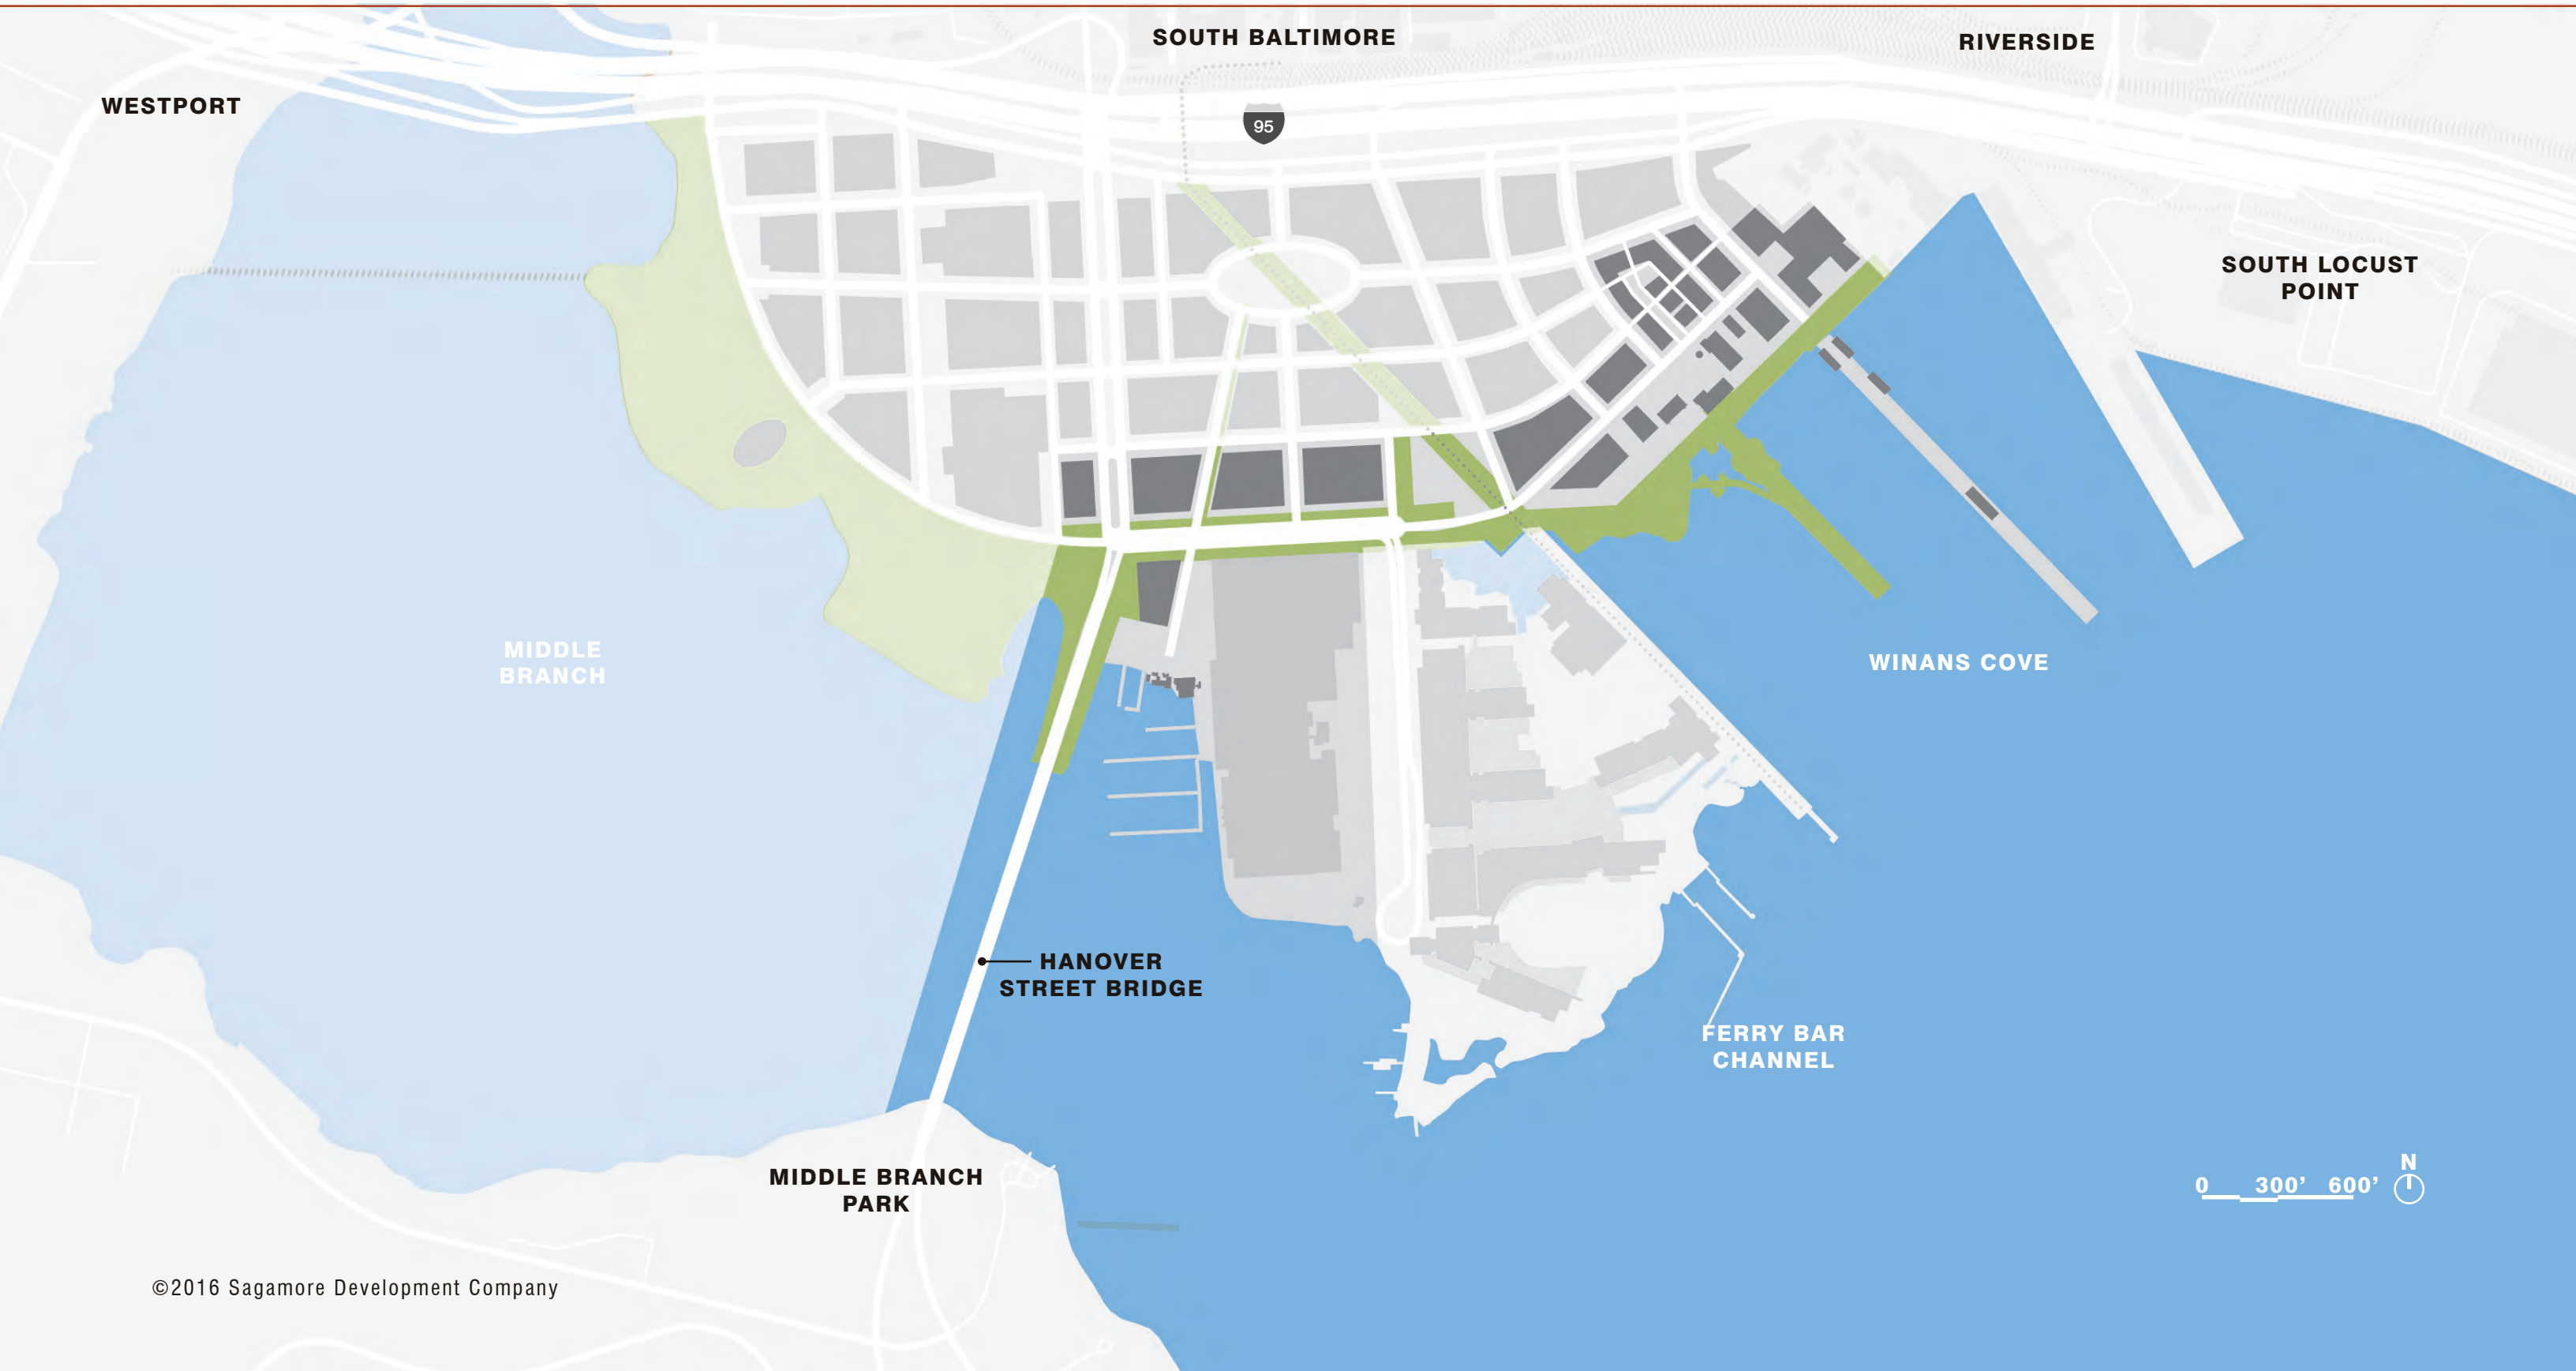 SOUTH BALTIMORE
RIVERSIDE
WESTPORT
95
SOUTH LOCUST
POINT
MIDDLE
BRANCH
WINANS COVE
HANOVER
STREET BRIDGE
FERRY BAR
CHANNEL
MIDDLE BRANCH
PARK
N
0 300’ 600’
©2016 Sagamore Development Company